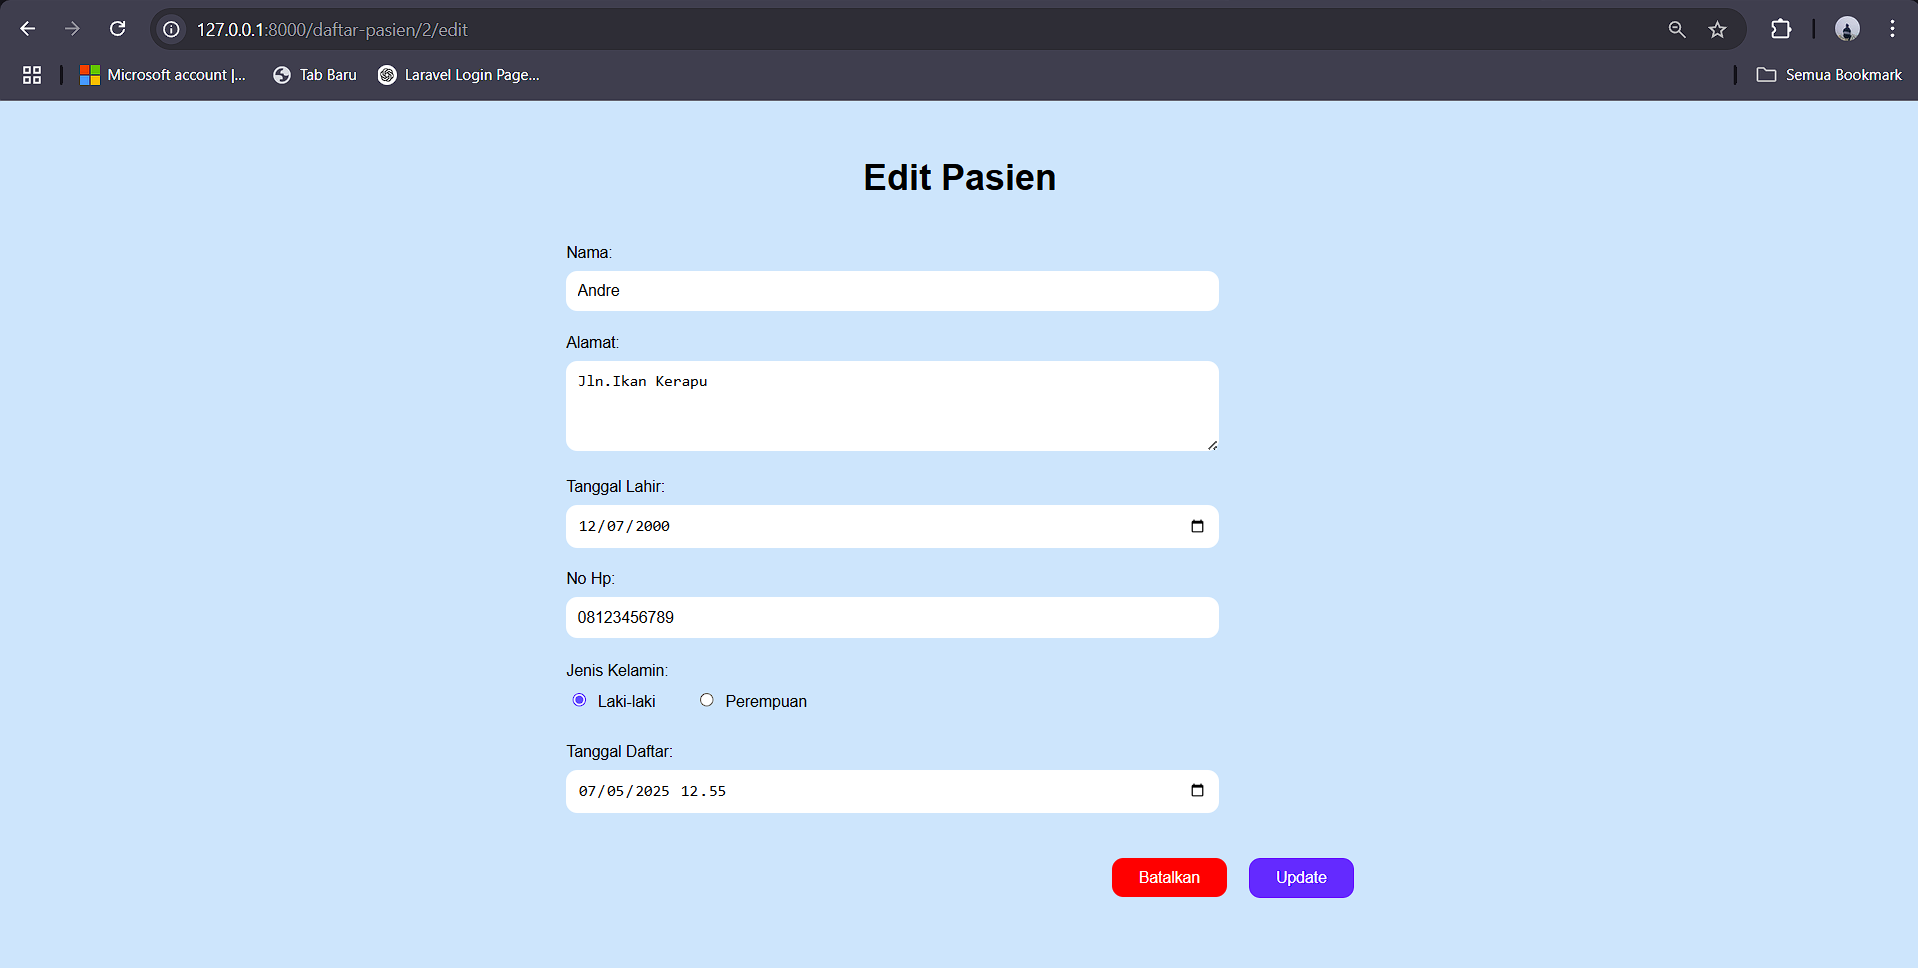 127.0.0.1:8000/daftar-pasien/2/edit
Microsoft account |...
Tab Baru
Laravel Login Page...
Semua Bookmark
Edit Pasien
Nama:
Andre
Alamat:
Jln.Ikan Kerapu
Tanggal Lahir:
12/07/2000
No Hp:
08123456789
Jenis Kelamin:
Laki-laki Perempuan
Tanggal Daftar:
07/05/2025 12.55
Batalkan Update